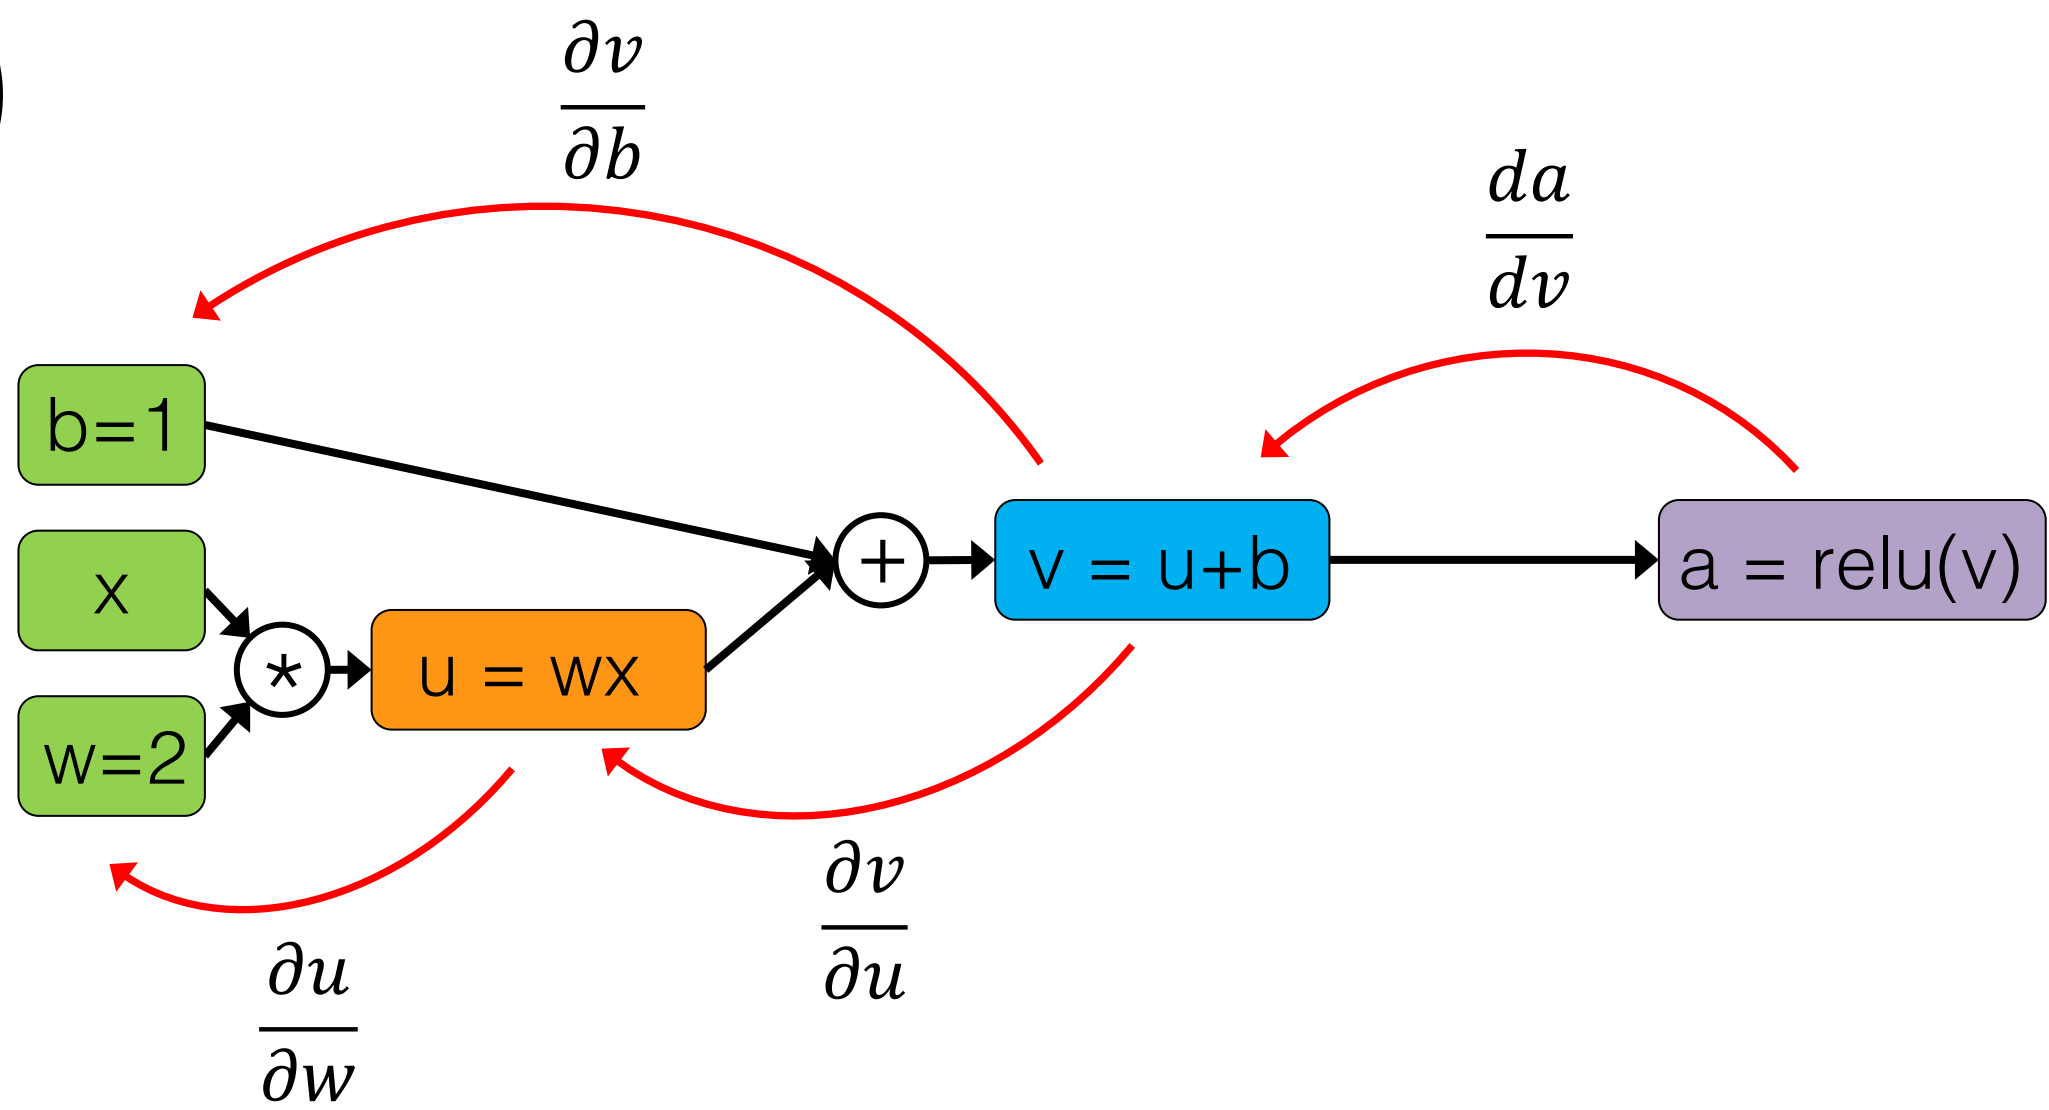 ∂v
∂b
da
dv
b=1
x
w=2
*
u = wx
+
v = u+b
a = relu(v)
∂v
∂u
∂u
∂w